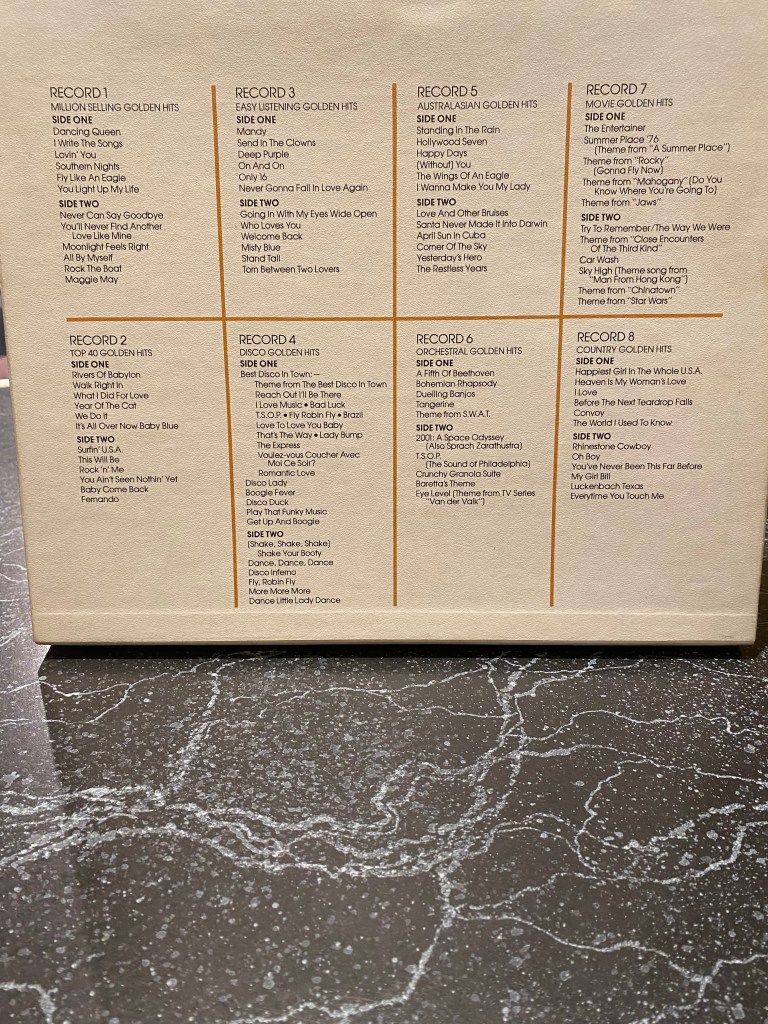 RECORD 1
MILLION SELLING GOLDEN HITS
SIDE ONE
Dancing Queen
I Write The Songs
Lovin' You
Southern Nights
Fly Like An Eagle
You Light Up My Life
SIDE TWO
Never Can Say Goodbye
You'll Never Find Another
Love Like Mine
Moonlight Feels Right
All By Myself
Rock The Boat
Maggie May
RECORD 3
EASY LISTENING GOLDEN HITS
SIDE ONE
Mandy
Send In The Clowns
Deep Purple
On And On
Only 16
Never Gonna Fall In Love Again
SIDE TWO
Going In With My Eyes Wide Open
Who Loves You
Welcome Back
Misty Blue
Stand Tall
Torn Between Two Lovers
RECORD 5
AUSTRALASIAN GOLDEN HITS
SIDE ONE
Standing In The Rain
Hollywood Seven
Happy Days
(Without) You
The Wings Of An Eagle
I Wanna Make You My Lady
SIDE TWO
Love And Other Bruises
Santa Never Made It Into Darwin
April Sun In Cuba
Corner Of The Sky
Yesterday's Hero
The Restless Years
RECORD 7
MOVIE GOLDEN HITS
SIDE ONE
The Entertainer
Summer Place '76
(Theme from "A Summer Place")
Theme from "Rocky"
(Gonna Fly Now)
Theme from "Mahogany" (Do You
Know Where You're Going To)
Theme from "Jaws"
SIDE TWO
Try To Remember/The Way We Were
Theme from "Close Encounters
Of The Third Kind"
Car Wash
Sky High (Theme song from
"Man From Hong Kong")
Theme from "Chinatown"
Theme from "Star Wars"
RECORD 2
TOP 40 GOLDEN HITS
SIDE ONE
Rivers Of Babylon
Walk Right In
What I Did For Love
Year Of The Cat
We Do It
It's All Over Now Baby Blue
SIDE TWO
Surfin' U.S.A.
This Will Be
Rock 'n' Me
You Ain't Seen Nothin' Yet
Baby Come Back
Fernando
RECORD 4
DISCO GOLDEN HITS
SIDE ONE
Best Disco In Town:—
Theme from The Best Disco In Town
Reach Out I'll Be There
I Love Music • Bad Luck
T.S.O.P. • Fly Robin Fly • Brazil
Love To Love You Baby
That's The Way • Lady Bump
The Express
Voulez-vous Coucher Avec
Moi Ce Soir?
Romantic Love
Disco Lady
Boogie Fever
Disco Duck
Play That Funky Music
Get Up And Boogie
SIDE TWO
(Shake, Shake, Shake)
Shake Your Booty
Dance, Dance, Dance
Disco Inferno
Fly, Robin Fly
More More More
Dance Little Lady Dance
RECORD 6
ORCHESTRAL GOLDEN HITS
SIDE ONE
A Fifth Of Beethoven
Bohemian Rhapsody
Duelling Banjos
Tangerine
Theme from S.W.A.T.
SIDE TWO
2001: A Space Odyssey
(Also Sprach Zarathustra)
T.S.O.P.
(The Sound of Philadelphia)
Crunchy Granola Suite
Baretta's Theme
Eye Level (Theme from TV Series
"Van der Valk")
RECORD 8
COUNTRY GOLDEN HITS
SIDE ONE
Happiest Girl In The Whole U.S.A.
Heaven Is My Woman's Love
I Love
Before The Next Teardrop Falls
Convoy
The World I Used To Know
SIDE TWO
Rhinestone Cowboy
Oh Boy
You've Never Been This Far Before
My Girl Bill
Luckenbach Texas
Everytime You Touch Me